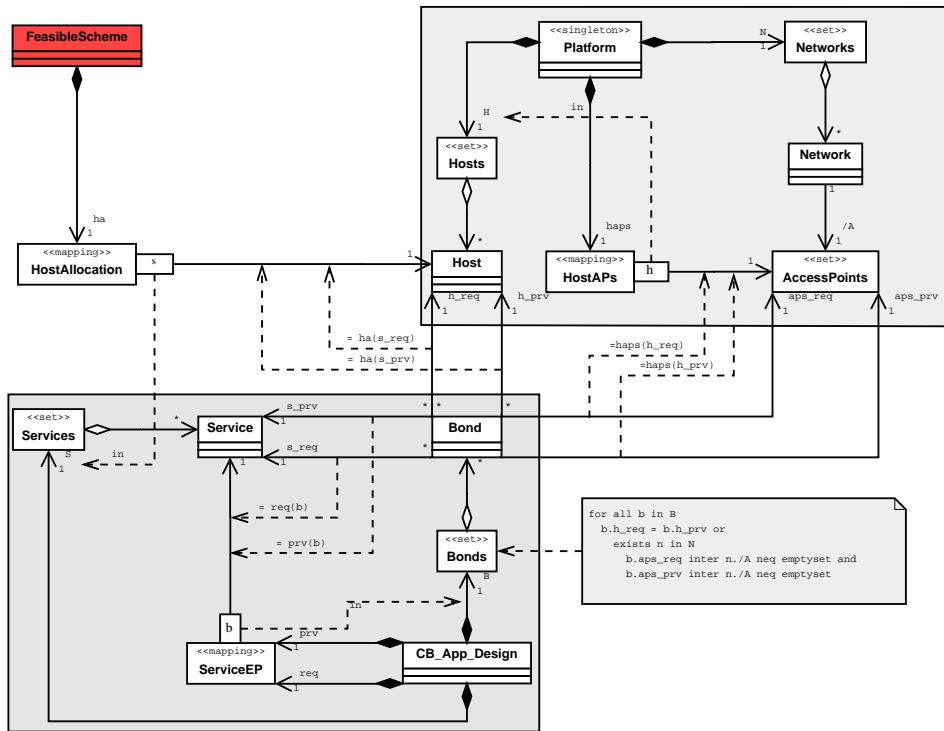 FeasibleScheme
<<singleton>>
Platform
N
1
<<set>>
Networks
H
1
in
<<set>>
Hosts
*
<<set>>
Network
1
ha
1
haps
1
/A
1
<<mapping>>
HostAllocation
s
1
*
Host
<<mapping>>
HostAPs
h
1
<<set>>
AccessPoints
h_req
1
h_prv
1
aps_req
1
aps_prv
1
= ha(s_req)
= ha(s_prv)
=haps(h_req)
=haps(h_prv)
<<set>>
Services
S
1
*
in
Service
s_prv
1
s_req
1
1
* *
*
*
Bond
*
= req(b)
= prv(b)
<<set>>
Bonds
B
1
for all b in B
b.h_req = b.h_prv or
exists n in N
b.aps_req inter n./A neq emptyset and
b.aps_prv inter n./A neq emptyset
in
b
<<mapping>>
ServiceEP
prv
1
req
1
CB_App_Design